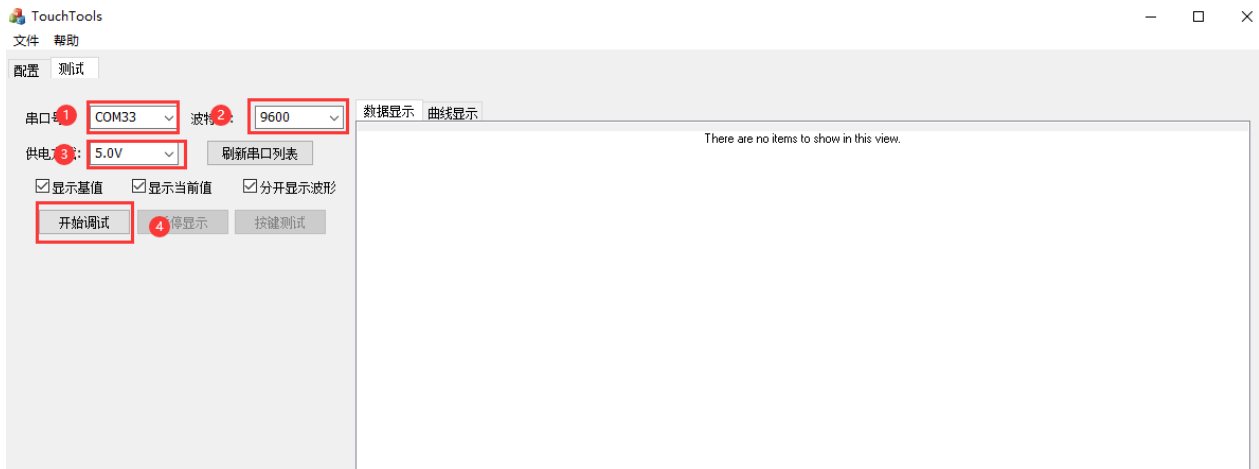 TouchTools
文件 帮助
配置 测试
串口号 1 COM33 波特 2 : 9600
供电 3 : 5.0V 刷新串口列表
显示基值 显示当前值 分开显示波形
开始调试 4 停显示 按键测试
数据显示 曲线显示
There are no items to show in this view.